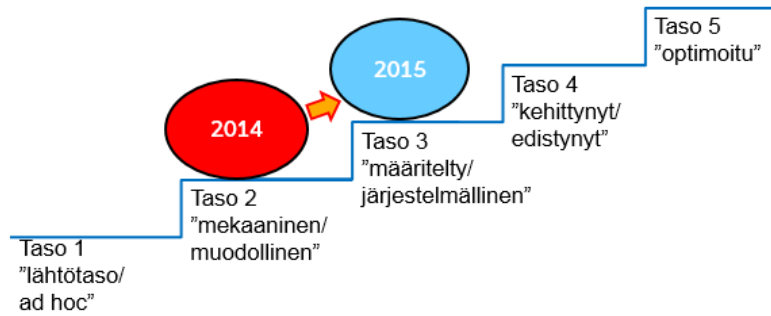 Taso 5
"optimoitu"
2015
Taso 4
"kehittynyt/
edistynyt"
2014
Taso 3
"määritelty/
järjestelmällinen"
Taso 2
"mekaaninen/
muodollinen"
Taso 1
"lähtötaso/
ad hoc"